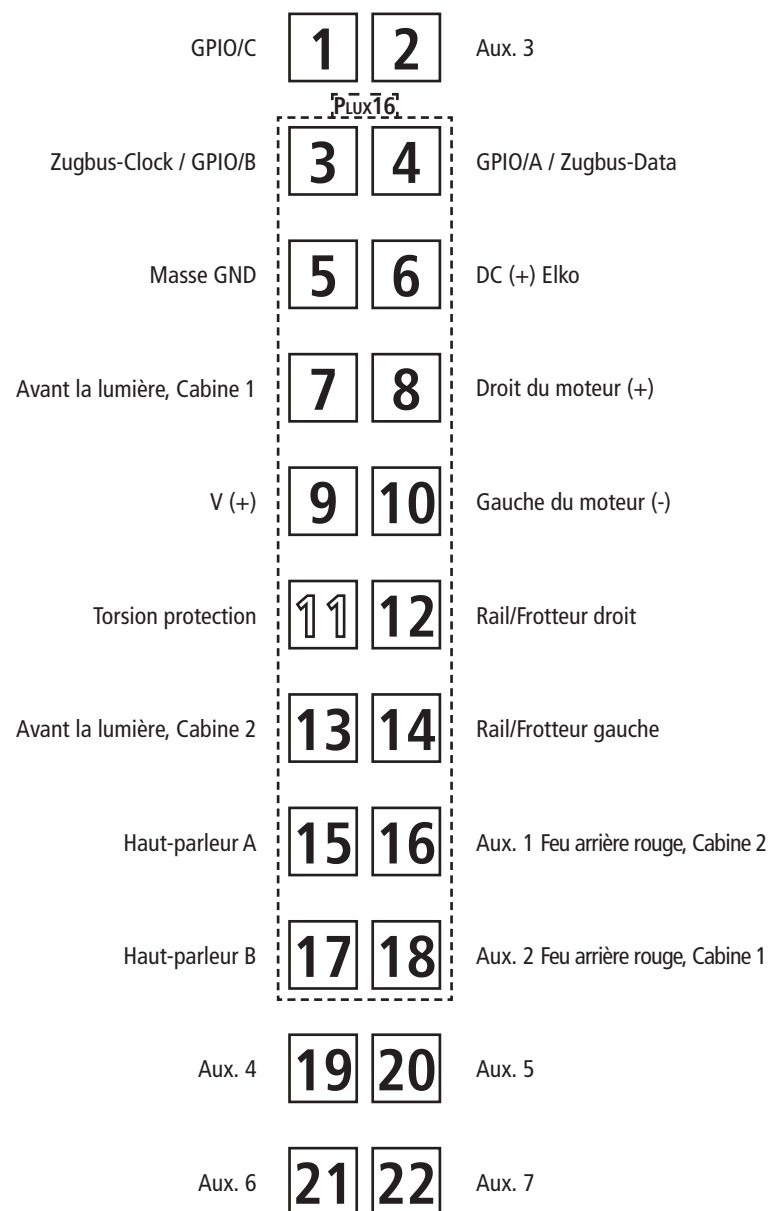 GPIO/C 1 2 Aux. 3
PLUX16
Zugbus-Clock / GPIO/B 3 4 GPIO/A / Zugbus-Data
Masse GND 5 6 DC (+) Elko
Avant la lumière, Cabine 1 7 8 Droit du moteur (+)
V (+) 9 10 Gauche du moteur (-)
Torsion protection 11 12 Rail/Frotteur droit
Avant la lumière, Cabine 2 13 14 Rail/Frotteur gauche
Haut-parleur A 15 16 Aux. 1 Feu arrière rouge, Cabine 2
Haut-parleur B 17 18 Aux. 2 Feu arrière rouge, Cabine 1
Aux. 4 19 20 Aux. 5
Aux. 6 21 22 Aux. 7